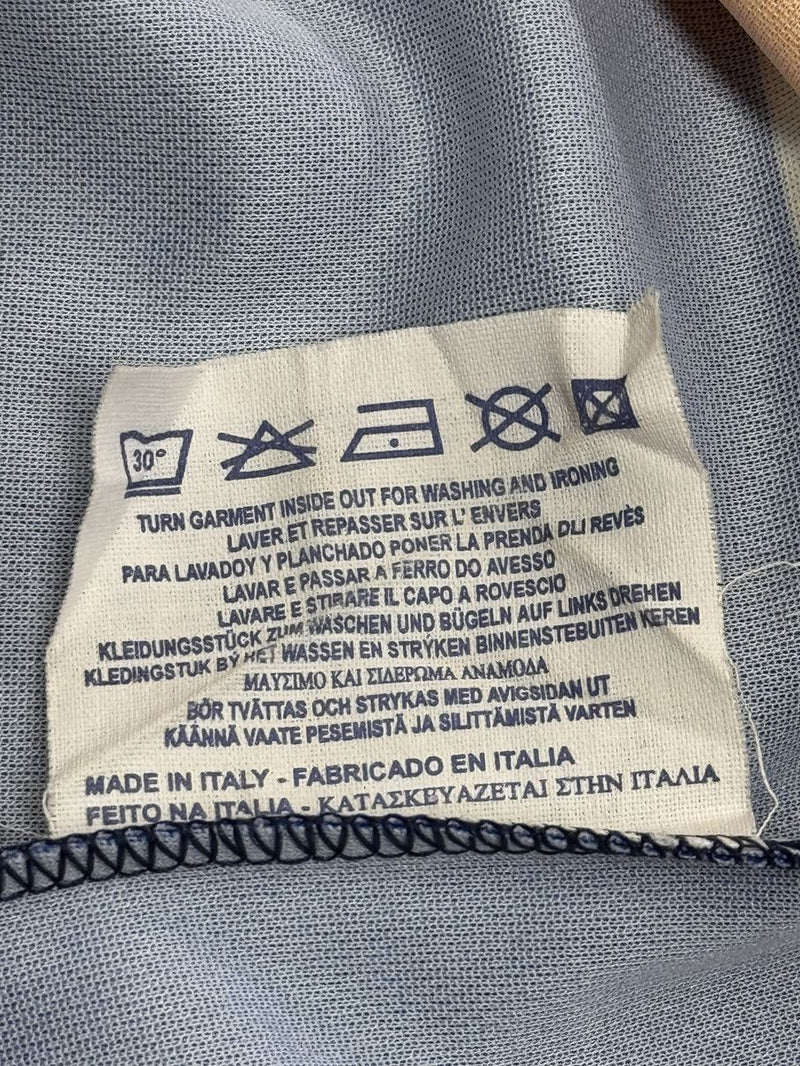 30°
TURN GARMENT INSIDE OUT FOR WASHING AND IRONING
LAVER ET REPASSER SUR L' ENVERS
PARA LAVADOY Y PLANCHADO PONER LA PRENDA DLI REVÈS
LAVAR E PASSAR A FERRO DO AVESSO
LAVARE E STIRARE IL CAPO A ROVESCIO
KLEIDUNGSSTÜCK ZUM WASCHEN UND BÜGELN AUF LINKS DREHEN
KLEDINGSTUK BÝ HET WASSEN EN STRÝKEN BINNENSTEBUITEN KEREN
ΜΑΥΣΙΜΟ ΚΑΙ ΣΙΔΕΡΩΜΑ ΑΝΑΜΟΔΑ
BÖR TVÄTTAS OCH STRYKAS MED AVIGSIDAN UT
KÄÄNNÄ VAATE PESEMISTÄ JA SILITTÄMISTÄ VARTEN
MADE IN ITALY - FABRICADO EN ITALIA
FEITO NA ITALIA - ΚΑΤΑΣΚΕΥΑΖΕΤΑΙ ΣΤΗΝ ΙΤΑΛΙΑ